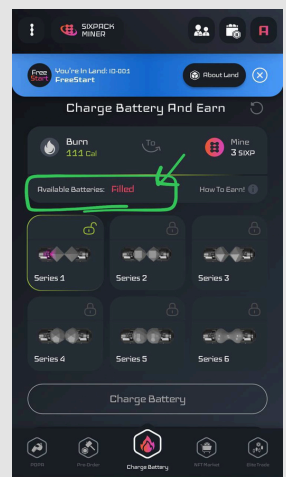 SIXPACK
MINER
A
Free
Start
You're in Land: ID-001
FreeStart
About Land
Charge Battery And Earn
Burn
111 Cal
To
Mine
3 SIXP
Available Batteries: Filled
How To Earn!
Series 1
Series 2
Series 3
Series 4
Series 5
Series 6
Charge Battery
Pre-Order
Charge Battery
NFT Market
EliteTrade